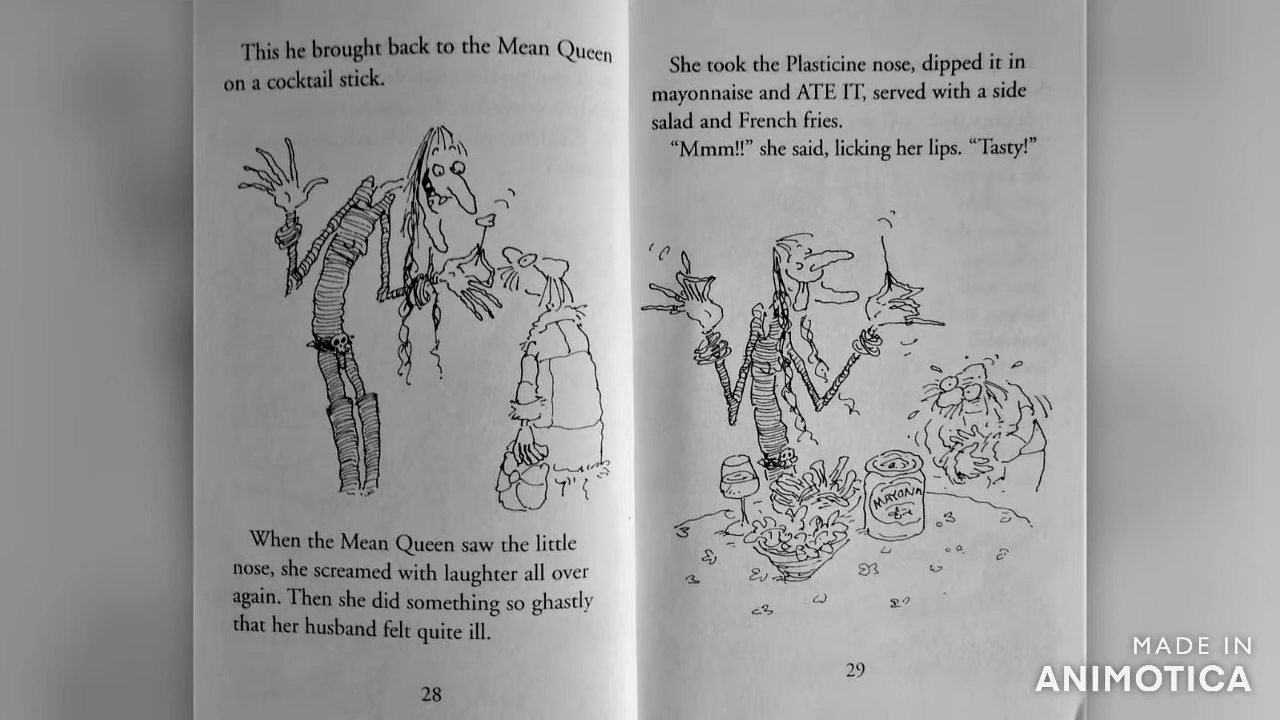 This he brought back to the Mean Queen
on a cocktail stick.
When the Mean Queen saw the little
nose, she screamed with laughter all over
again. Then she did something so ghastly
that her husband felt quite ill.
28
She took the Plasticine nose, dipped it in
mayonnaise and ATE IT, served with a side
salad and French fries.
“Mmm!!” she said, licking her lips. “Tasty!”
MAYONN
29
MADE IN
ANIMOTICA